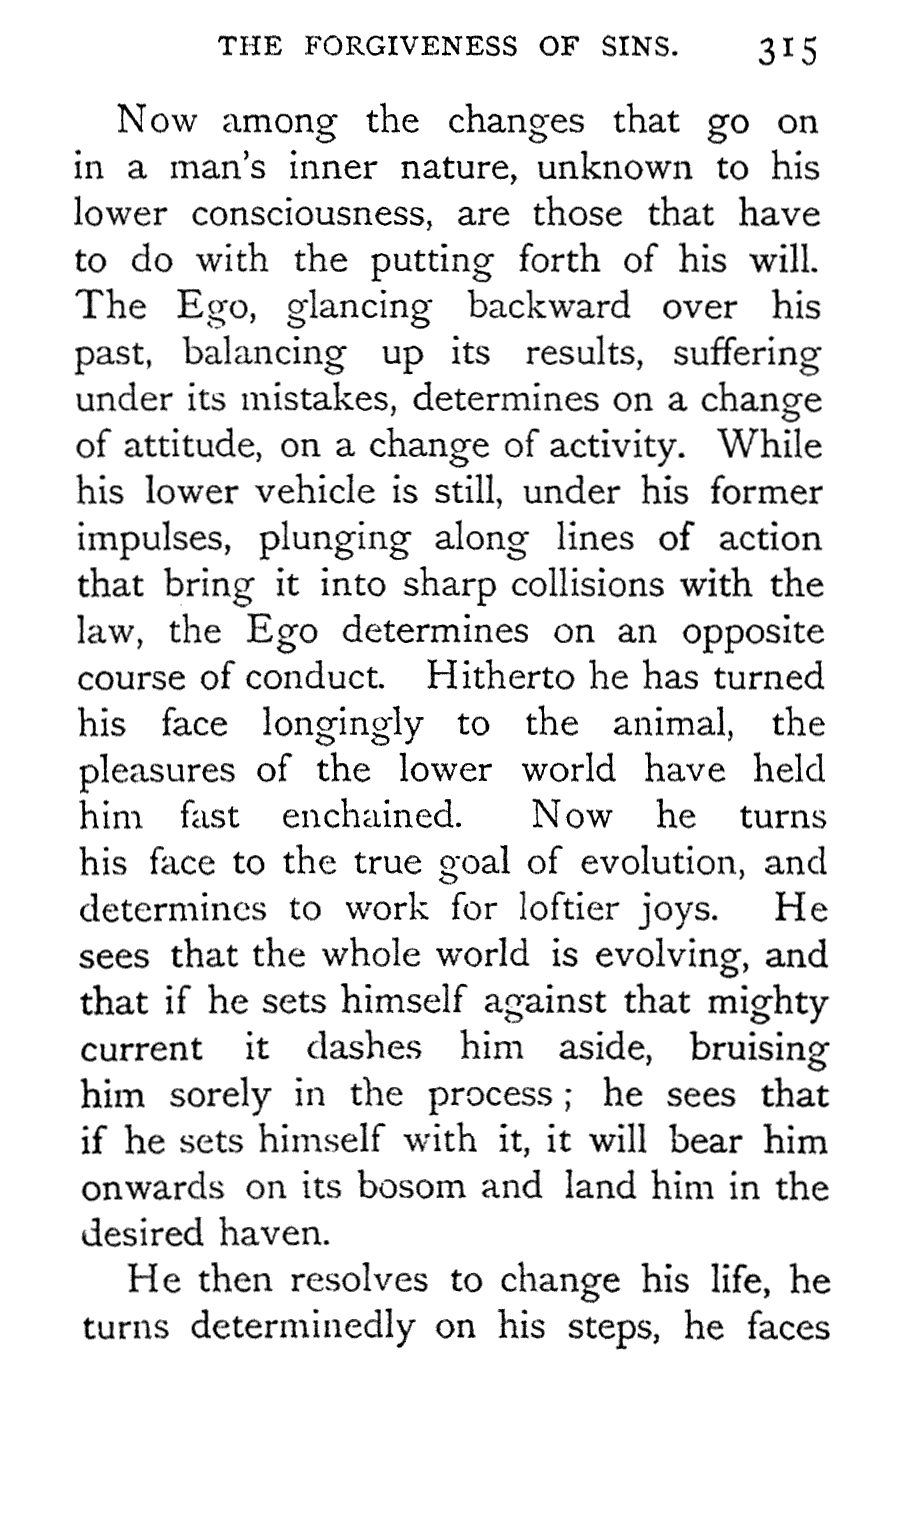 THE FORGIVENESS OF SINS. 315
Now among the changes that go on
in a man's inner nature, unknown to his
lower consciousness, are those that have
to do with the putting forth of his will.
The Ego, glancing backward over his
past, balancing up its results, suffering
under its mistakes, determines on a change
of attitude, on a change of activity. While
his lower vehicle is still, under his former
impulses, plunging along lines of action
that bring it into sharp collisions with the
law, the Ego determines on an opposite
course of conduct. Hitherto he has turned
his face longingly to the animal, the
pleasures of the lower world have held
him fast enchained. Now he turns
his face to the true goal of evolution, and
determines to work for loftier joys. He
sees that the whole world is evolving, and
that if he sets himself against that mighty
current it dashes him aside, bruising
him sorely in the process ; he sees that
if he sets himself with it, it will bear him
onwards on its bosom and land him in the
desired haven.
He then resolves to change his life, he
turns determinedly on his steps, he faces